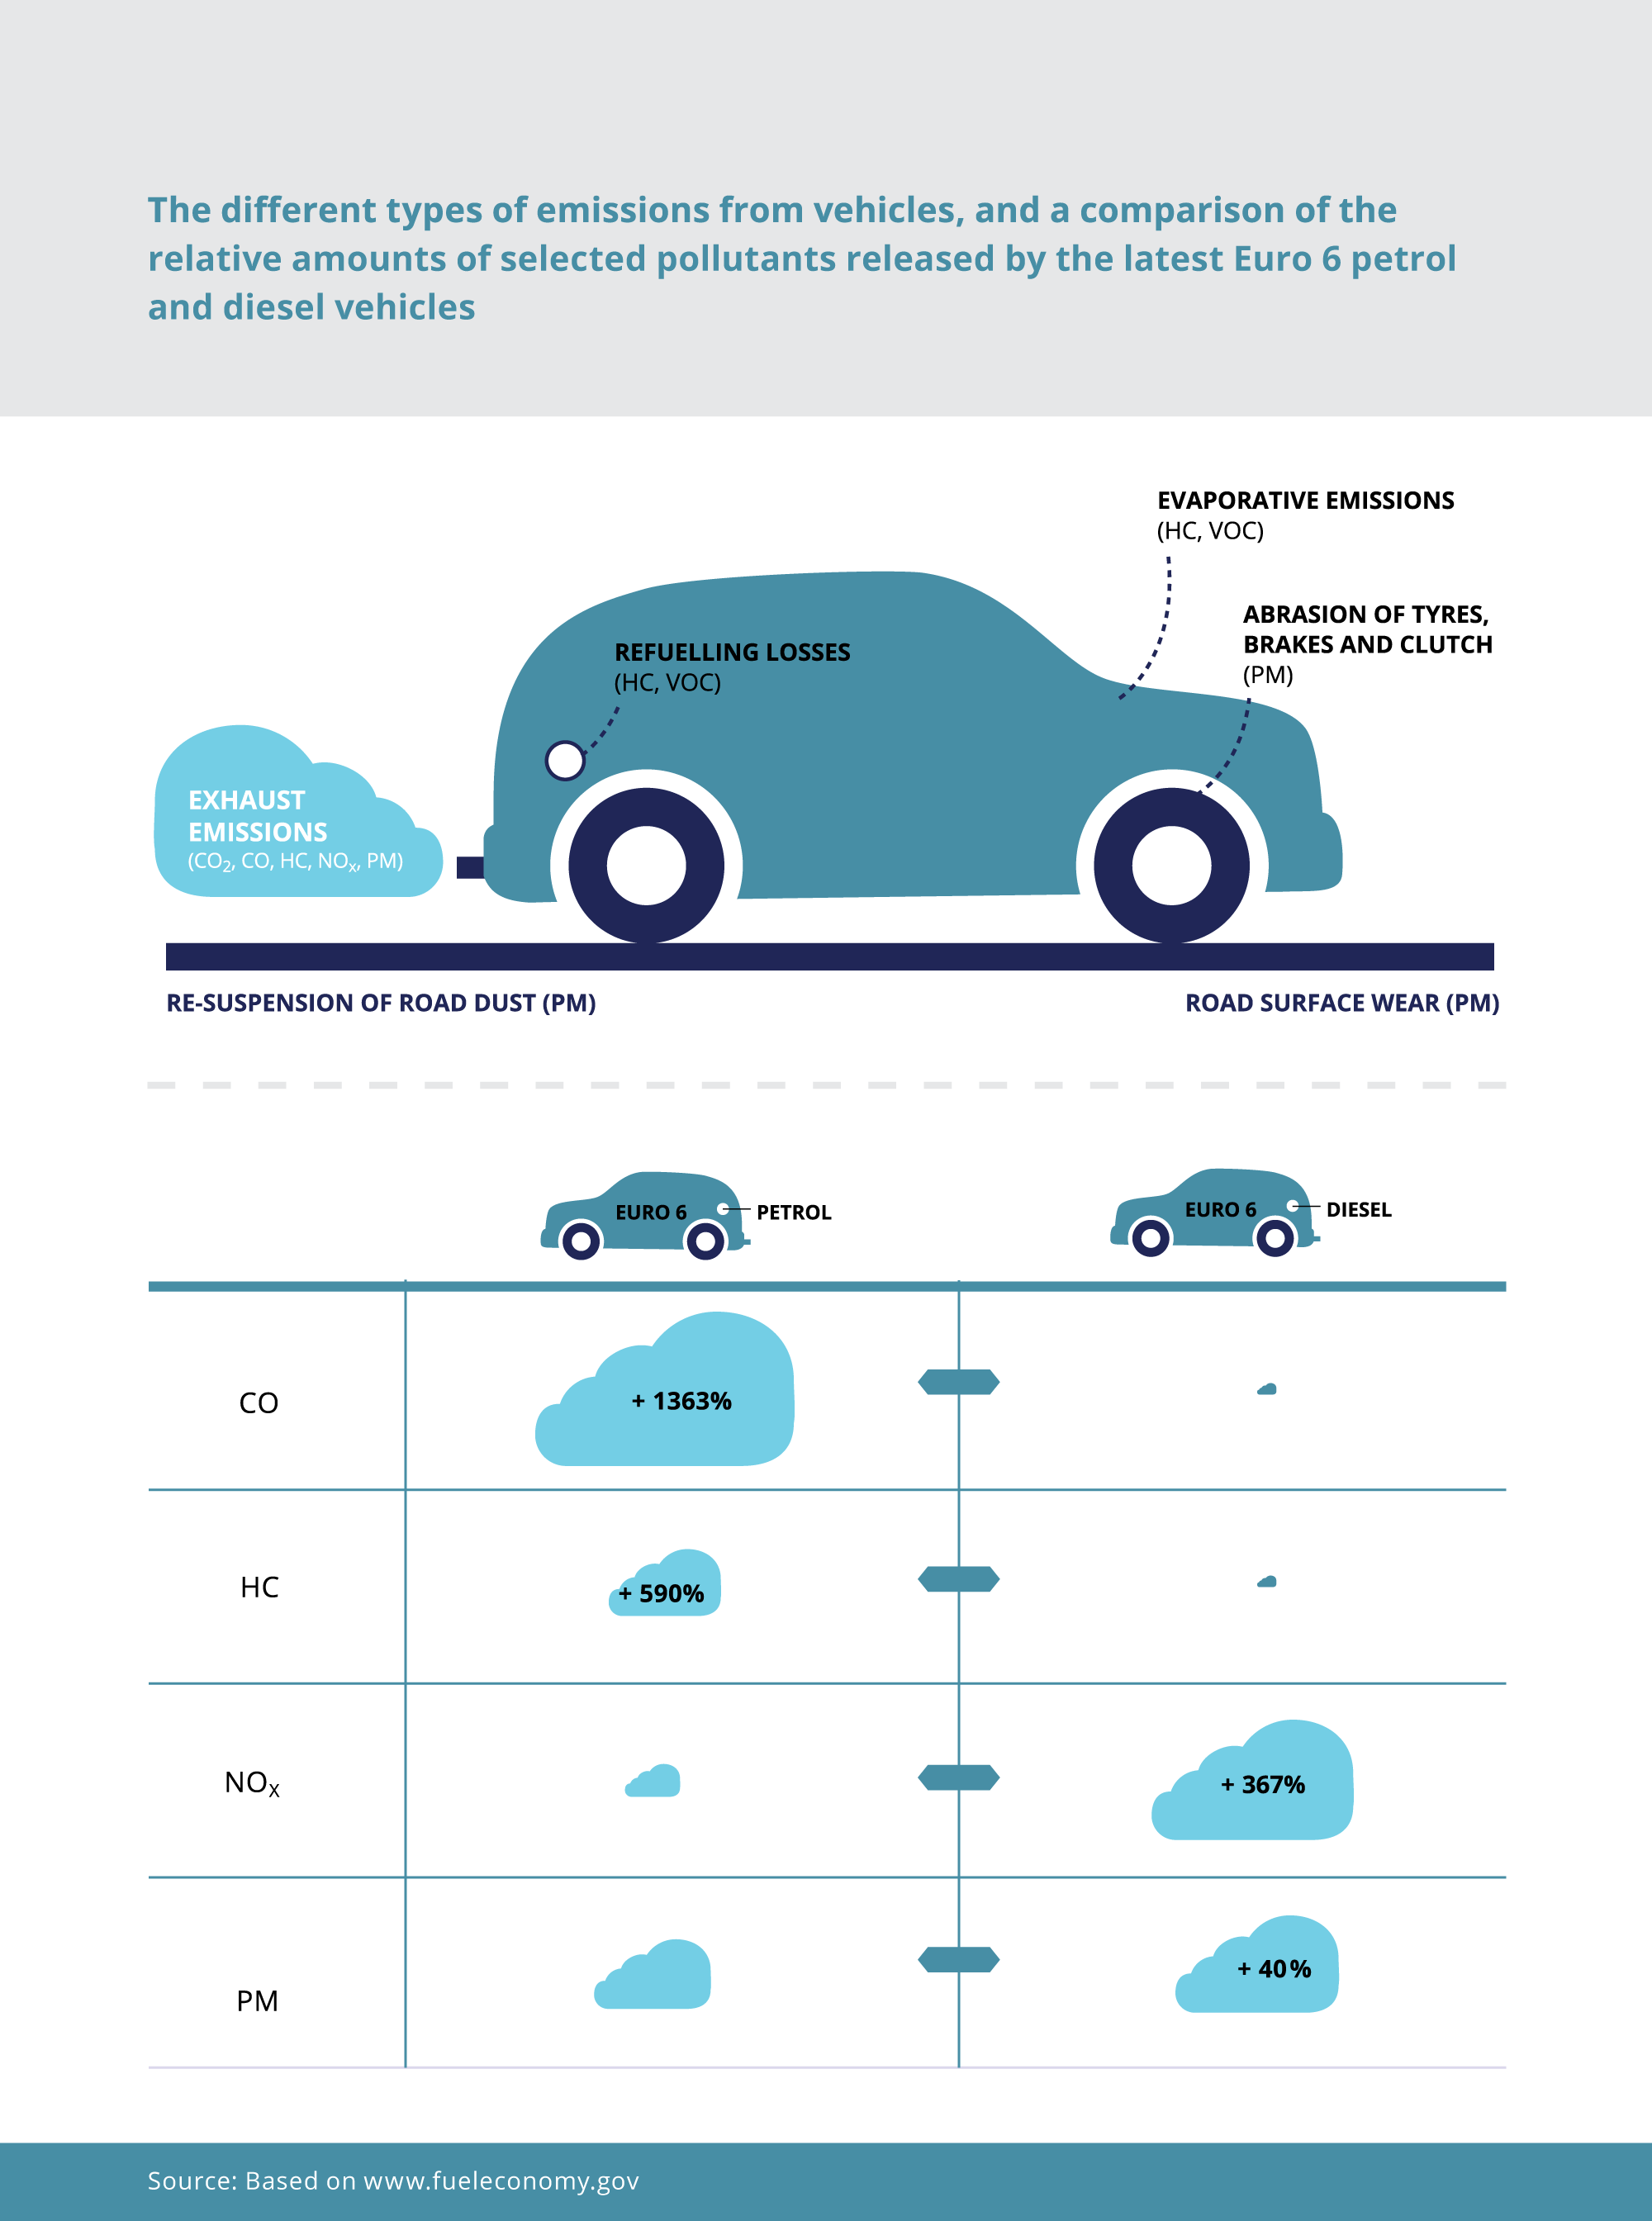 The different types of emissions from vehicles, and a comparison of the
relative amounts of selected pollutants released by the latest Euro 6 petrol
and diesel vehicles
EVAPORATIVE EMISSIONS
(HC, VOC)
ABRASION OF TYRES,
BRAKES AND CLUTCH
(PM)
REFUELLING LOSSES
(HC, VOC)
EXHAUST
EMISSIONS
(CO₂, CO, HC, NOₓ, PM)
RE-SUSPENSION OF ROAD DUST (PM)
ROAD SURFACE WEAR (PM)
EURO 6
PETROL
EURO 6
DIESEL
CO
+ 1363%
HC
+ 590%
NOX
+ 367%
PM
+ 40%
Source: Based on www.fueleconomy.gov